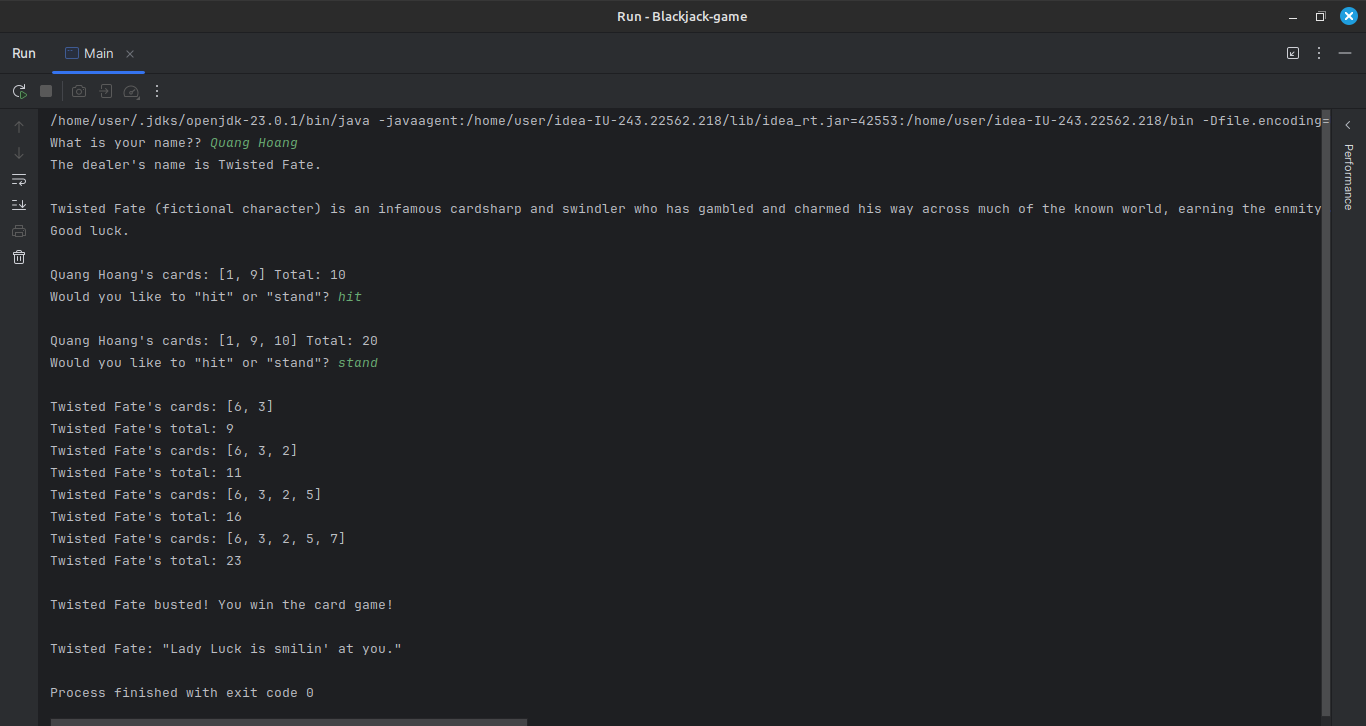 Run - Blackjack-game
Run
Main
/home/user/.jdks/openjdk-23.0.1/bin/java -javaagent:/home/user/idea-IU-243.22562.218/lib/idea_rt.jar=42553:/home/user/idea-IU-243.22562.218/bin -Dfile.encoding=
What is your name?? Quang Hoang
The dealer's name is Twisted Fate.
Twisted Fate (fictional character) is an infamous cardsharp and swindler who has gambled and charmed his way across much of the known world, earning the enmity
Good luck.
Quang Hoang's cards: [1, 9] Total: 10
Would you like to "hit" or "stand"? hit
Quang Hoang's cards: [1, 9, 10] Total: 20
Would you like to "hit" or "stand"? stand
Twisted Fate's cards: [6, 3]
Twisted Fate's total: 9
Twisted Fate's cards: [6, 3, 2]
Twisted Fate's total: 11
Twisted Fate's cards: [6, 3, 2, 5]
Twisted Fate's total: 16
Twisted Fate's cards: [6, 3, 2, 5, 7]
Twisted Fate's total: 23
Twisted Fate busted! You win the card game!
Twisted Fate: "Lady Luck is smilin' at you."
Process finished with exit code 0
Performance